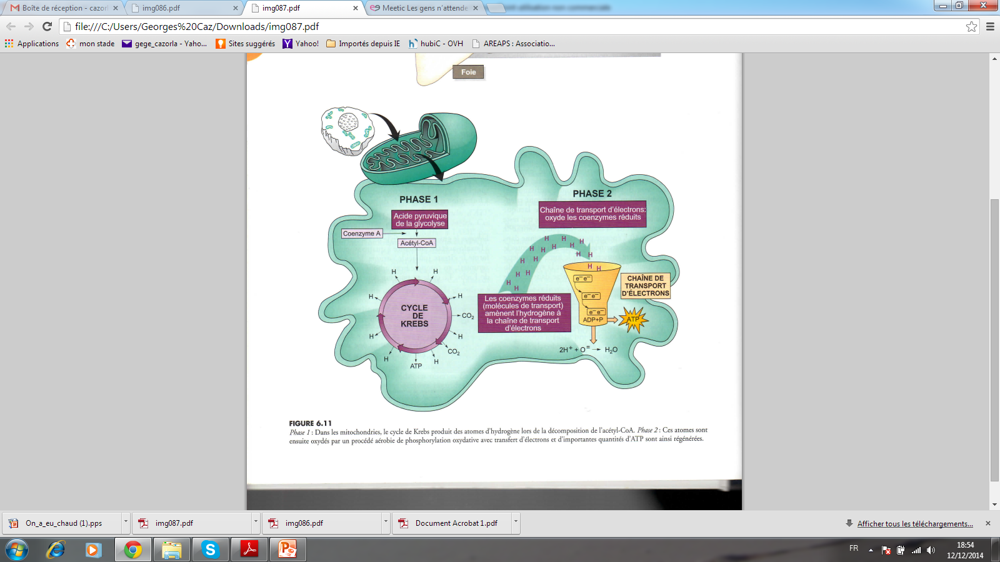 Boîte de réception - cazorl
img086.pdf
img087.pdf
Meetic Les gens n'attende
nt utilisation non commerciale
file:///C:/Users/Georges%20Caz/Downloads/img087.pdf
Applications
mon stade
gege_cazorla - Yaho...
Sites suggérés
Yahoo!
Importés depuis IE
hubiC - OVH
AREAPS : Associatio...
Foie
PHASE 1
Acide pyruvique
de la glycolyse
Coenzyme A
Acétyl-CoA
H
H
H
H
CYCLE
DE
KREBS
CO2
H
H
CO2
H
H
ATP
PHASE 2
Chaîne de transport d'électrons:
oxyde les coenzymes réduits
H H H
H H H H
H H H H
H H
H H
H H
e− e−
e− e−
e− e−
CHAÎNE DE
TRANSPORT
D'ÉLECTRONS
Les coenzymes réduits
(molécules de transport)
amènent l'hydrogène à
la chaîne de transport
d'électrons
ADP+P
ATP
2H+ + O= → H2O
FIGURE 6.11
Phase 1 : Dans les mitochondries, le cycle de Krebs produit des atomes d'hydrogène lors de la décomposition de l'acétyl-CoA. Phase 2 : Ces atomes sont
ensuite oxydés par un procédé aérobie de phosphorylation oxydative avec transfert d'électrons et d'importantes quantités d'ATP sont ainsi régénérées.
On_a_eu_chaud (1).pps
img087.pdf
img086.pdf
Document Acrobat 1.pdf
Afficher tous les téléchargements...
FR
18:54
12/12/2014